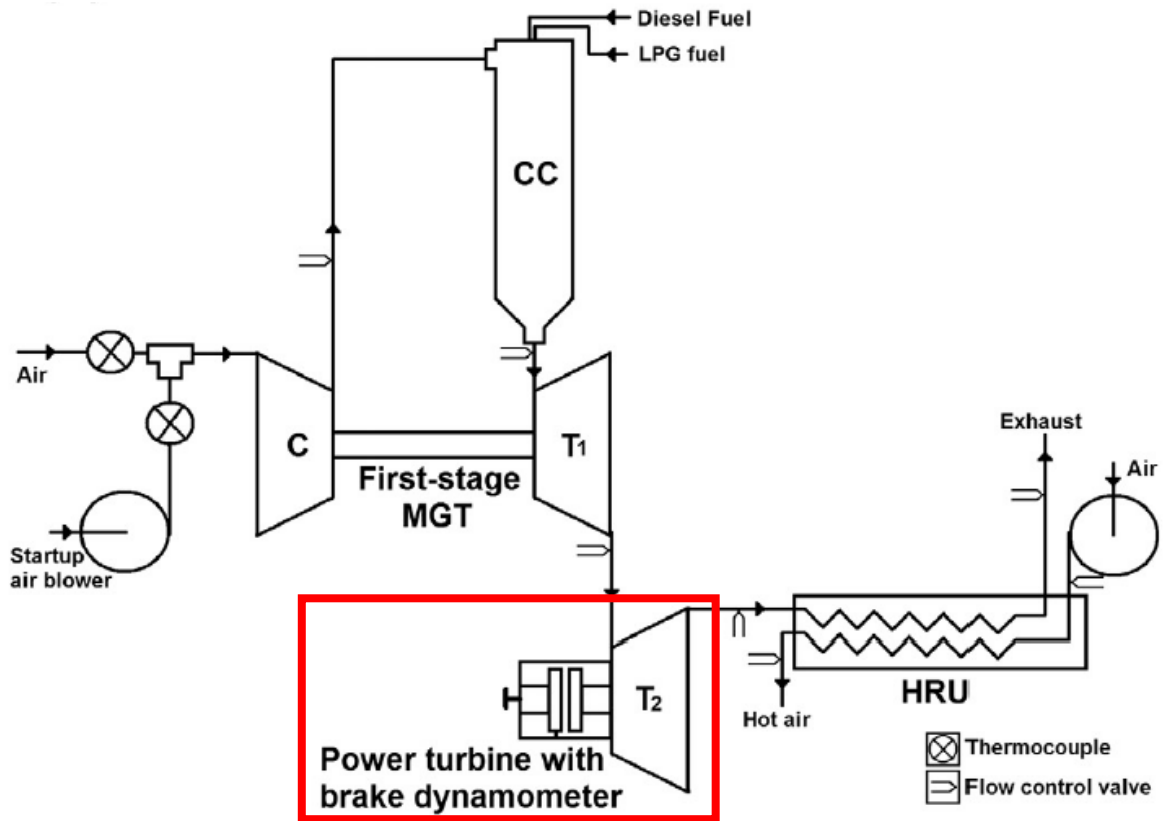 Diesel Fuel
LPG fuel
CC
Air
C
T1
First-stage
MGT
Startup
air blower
Exhaust
Air
T2
HRU
Hot air
Power turbine with
brake dynamometer
Thermocouple
Flow control valve